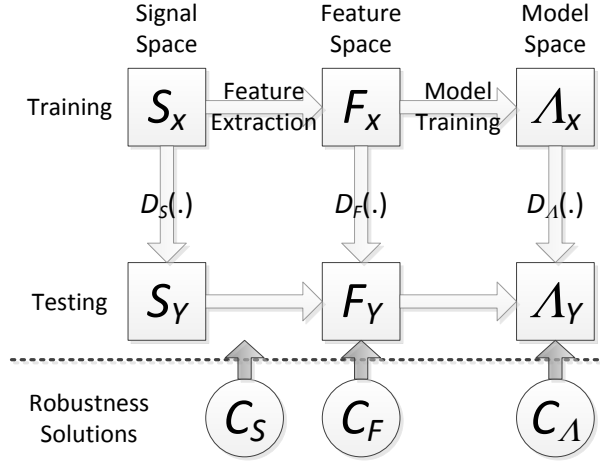 Signal Space
Feature Space
Model Space
Training
S_X
Feature Extraction
F_X
Model Training
Λ_X
D_S(.)
D_F(.)
D_Λ(.)
Testing
S_Y
F_Y
Λ_Y
Robustness Solutions
C_S
C_F
C_Λ